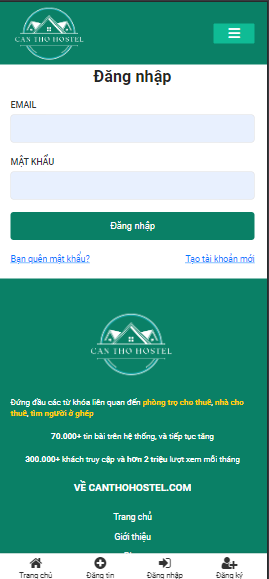 CAN THO HOSTEL
Đăng nhập
EMAIL
MẬT KHẨU
Đăng nhập
Bạn quên mật khẩu?
Tạo tài khoản mới
CAN THO HOSTEL
Đứng đầu các từ khóa liên quan đến phòng trọ cho thuê, nhà cho
thuê, tìm người ở ghép
70.000+ tin bài trên hệ thống, và tiếp tục tăng
300.000+ khách truy cập và hơn 2 triệu lượt xem mỗi tháng
VỀ CANTHOHOSTEL.COM
Trang chủ
Giới thiệu
Trang chủ
Đăng tin
Đăng nhập
Đăng ký